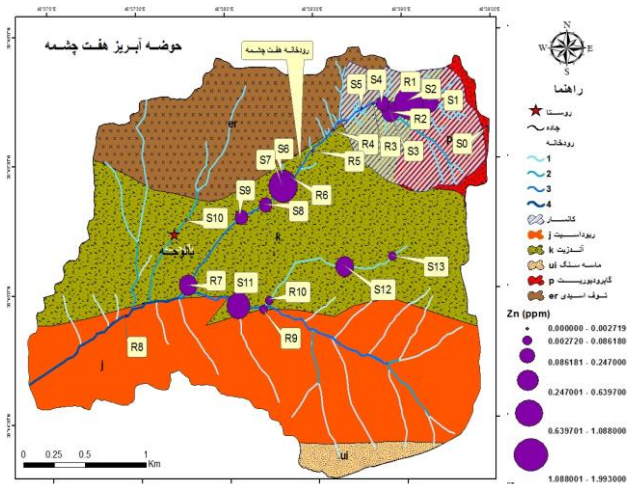 حوضه آبریز هفت چشمه
رودخانه هفت چشمه
N
W
E
S
راهنما
روستا
جاده
رودخانه
1
2
3
4
کانسار
j ریوداسیت
k آندزیت
ui ماسه سنگ
p گابرودیوریت
er توف اسیدی
Zn (ppm)
0.000000 - 0.002719
0.002720 - 0.086180
0.086181 - 0.247000
0.247001 - 0.639700
0.639701 - 1.088000
1.088001 - 1.993000
S4
R1
S2
S5
S1
R2
p
S0
er
R4
R3
S3
S6
S7
R5
R6
S9
S8
S10
k
S13
R7
S11
R10
S12
R9
R8
j
ui
0 0.25 0.5 1
Km